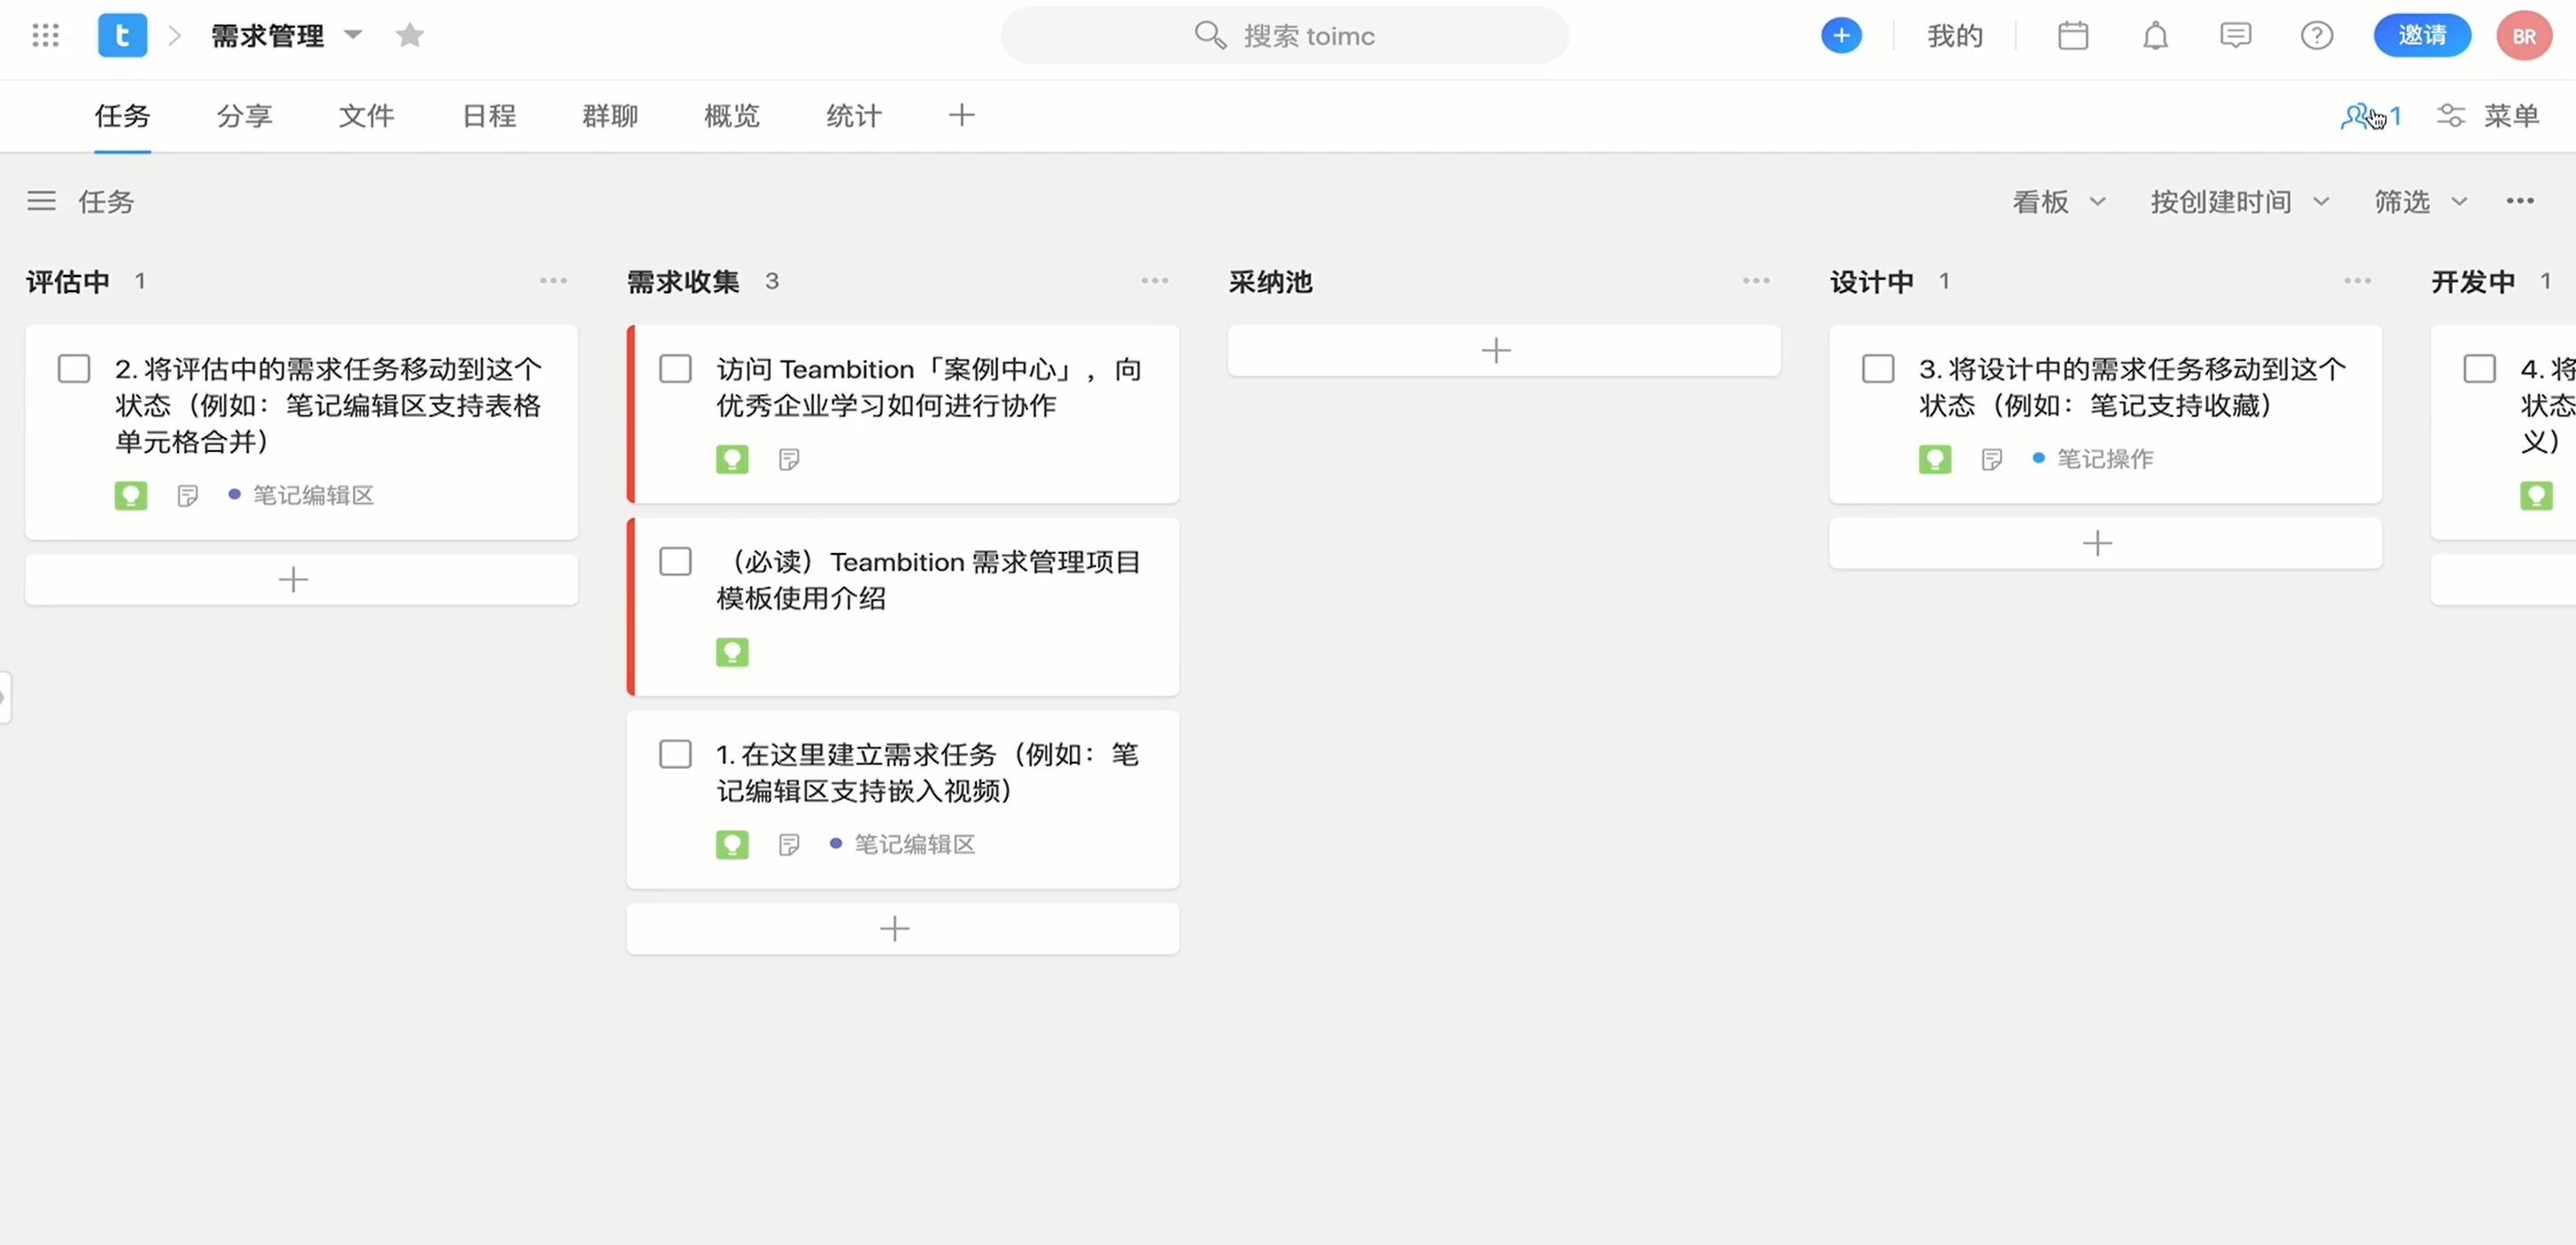 t
需求管理
搜索 toimc
我的
邀请
BR
任务
分享
文件
日程
群聊
概览
统计
1
菜单
任务
看板
按创建时间
筛选
评估中 1
2. 将评估中的需求任务移动到这个
状态（例如：笔记编辑区支持表格
单元格合并）
笔记编辑区
需求收集 3
访问 Teambition「案例中心」，向
优秀企业学习如何进行协作
（必读）Teambition 需求管理项目
模板使用介绍
1. 在这里建立需求任务（例如：笔
记编辑区支持嵌入视频）
笔记编辑区
采纳池
设计中 1
3. 将设计中的需求任务移动到这个
状态（例如：笔记支持收藏）
笔记操作
开发中 1
4. 将
状态
义）